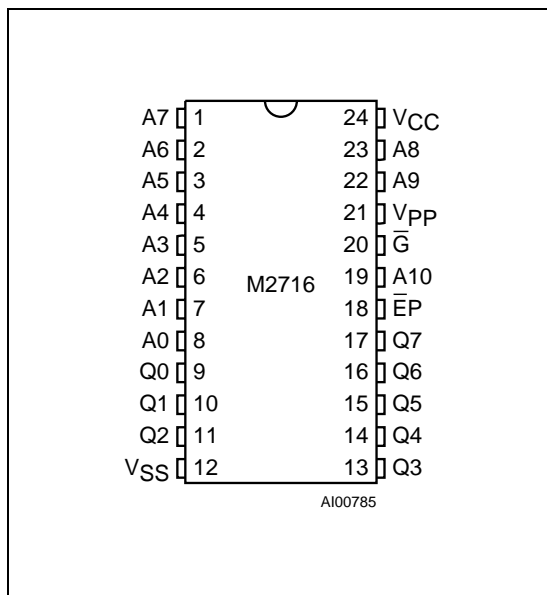 A7 1 24 VCC
A6 2 23 A8
A5 3 22 A9
A4 4 21 VPP
A3 5 20 G̅
A2 6 19 A10
M2716
A1 7 18 E̅P
A0 8 17 Q7
Q0 9 16 Q6
Q1 10 15 Q5
Q2 11 14 Q4
VSS 12 13 Q3
AI00785